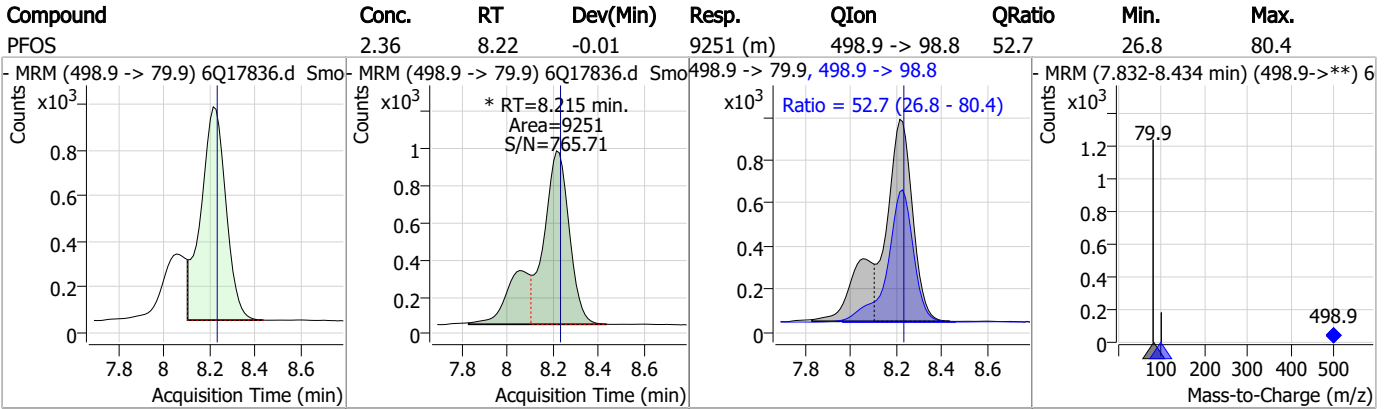 Compound Conc. RT Dev(Min) Resp. QIon QRatio Min. Max.
PFOS 2.36 8.22 -0.01 9251 (m) 498.9 -> 98.8 52.7 26.8 80.4
- MRM (498.9 -> 79.9) 6Q17836.d Smo
Counts
x10³
0.8
0.6
0.4
0.2
0
7.8 8 8.2 8.4 8.6
Acquisition Time (min)
- MRM (498.9 -> 79.9) 6Q17836.d Smo
Counts
x10³
* RT=8.215 min.
Area=9251
S/N=765.71
1
0.8
0.6
0.4
0.2
0
7.8 8 8.2 8.4 8.6
Acquisition Time (min)
498.9 -> 79.9, 498.9 -> 98.8
x10³
Ratio = 52.7 (26.8 - 80.4)
0.8
0.6
0.4
0.2
0
7.8 8 8.2 8.4 8.6
Acquisition Time (min)
- MRM (7.832-8.434 min) (498.9->**) 6
Counts
x10³
79.9
1.2
1
0.8
0.6
0.4
0.2
0
498.9
100 200 300 400 500
Mass-to-Charge (m/z)